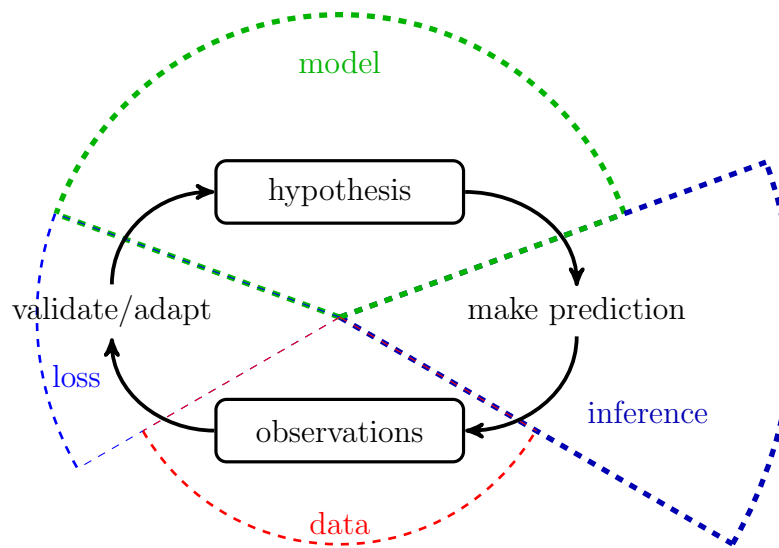 model
hypothesis
validate/adapt
make prediction
loss
inference
observations
data